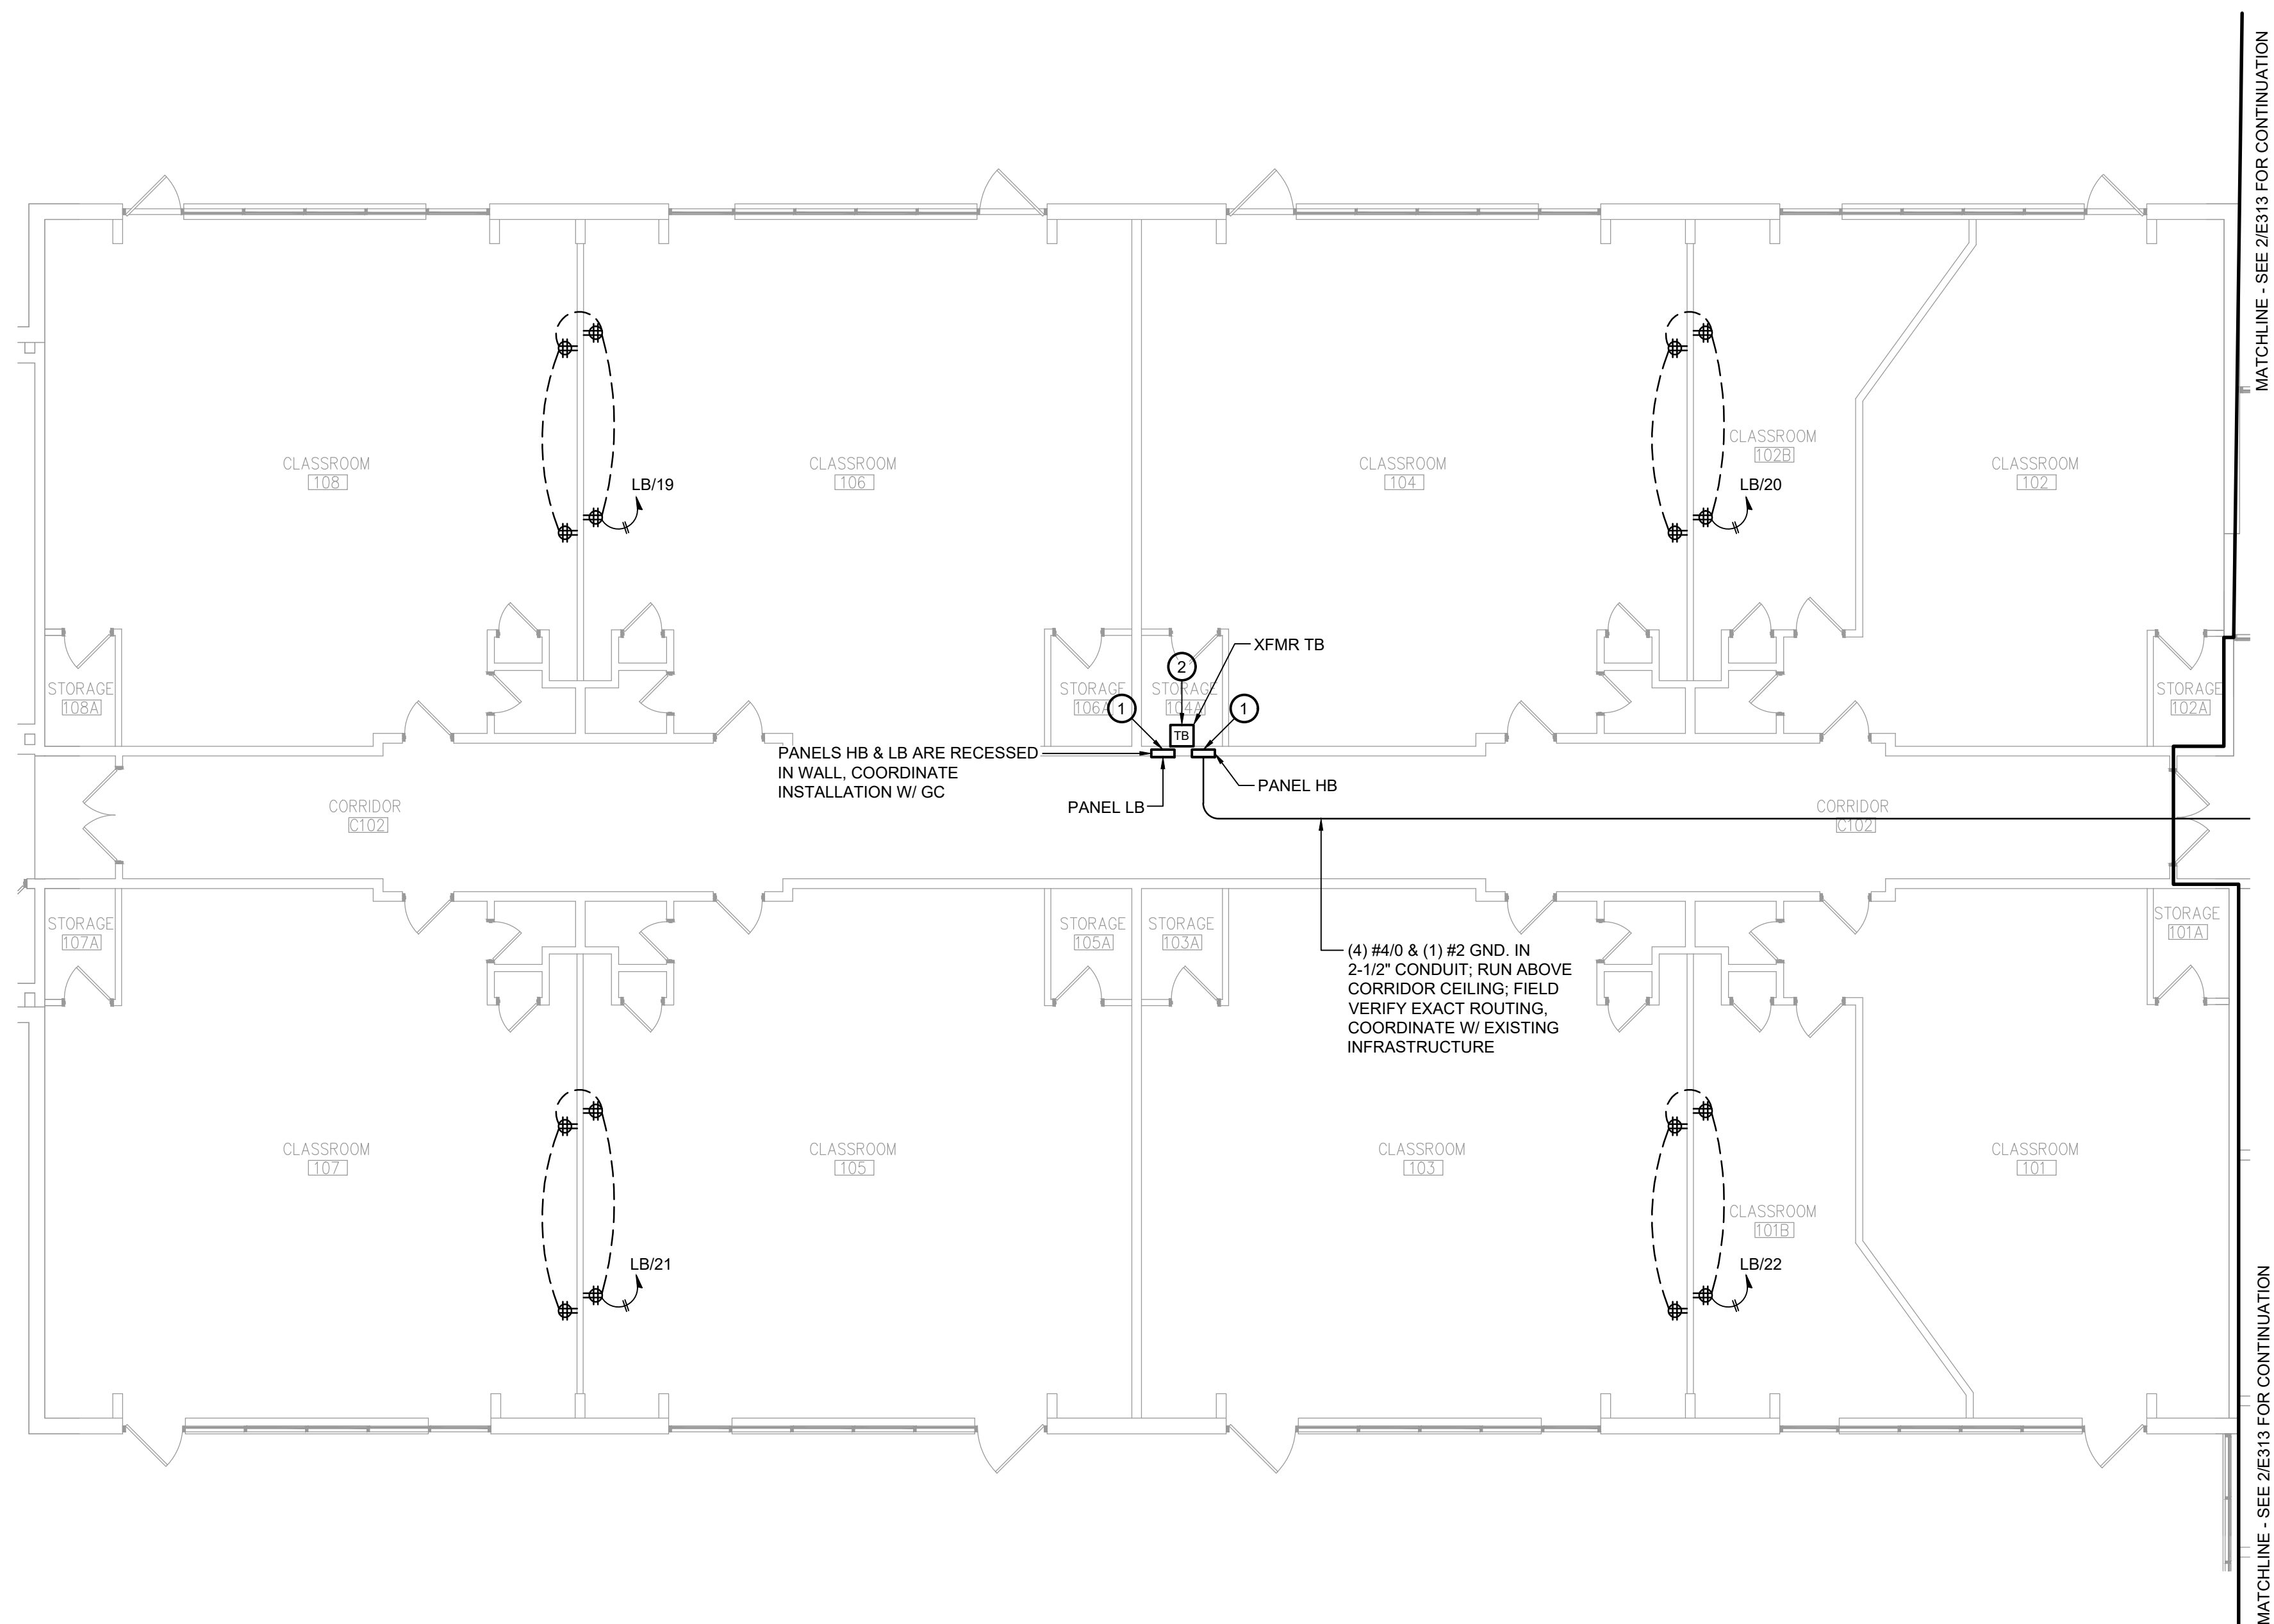 MATCHLINE - SEE 2/E313 FOR CONTINUATION
CLASSROOM
102B
CLASSROOM
108
CLASSROOM
106
CLASSROOM
104
CLASSROOM
102
LB/19
LB/20
XFMR TB
2
STORAGE
108A
STORAGE
106A
STORAGE
104A
STORAGE
102A
1
1
TB
PANELS HB & LB ARE RECESSED
IN WALL, COORDINATE
INSTALLATION W/ GC
PANEL HB
PANEL LB
CORRIDOR
C102
CORRIDOR
C102
STORAGE
107A
STORAGE
105A
STORAGE
103A
STORAGE
101A
(4) #4/0 & (1) #2 GND. IN
2-1/2" CONDUIT; RUN ABOVE
CORRIDOR CEILING; FIELD
VERIFY EXACT ROUTING,
COORDINATE W/ EXISTING
INFRASTRUCTURE
CLASSROOM
107
CLASSROOM
105
CLASSROOM
103
CLASSROOM
101
CLASSROOM
101B
LB/21
LB/22
MATCHLINE - SEE 2/E313 FOR CONTINUATION